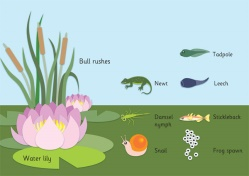 Bull rushes
Tadpole
Newt
Leech
Damsel
nymph
Stickleback
Snail
Frog spawn
Water lily